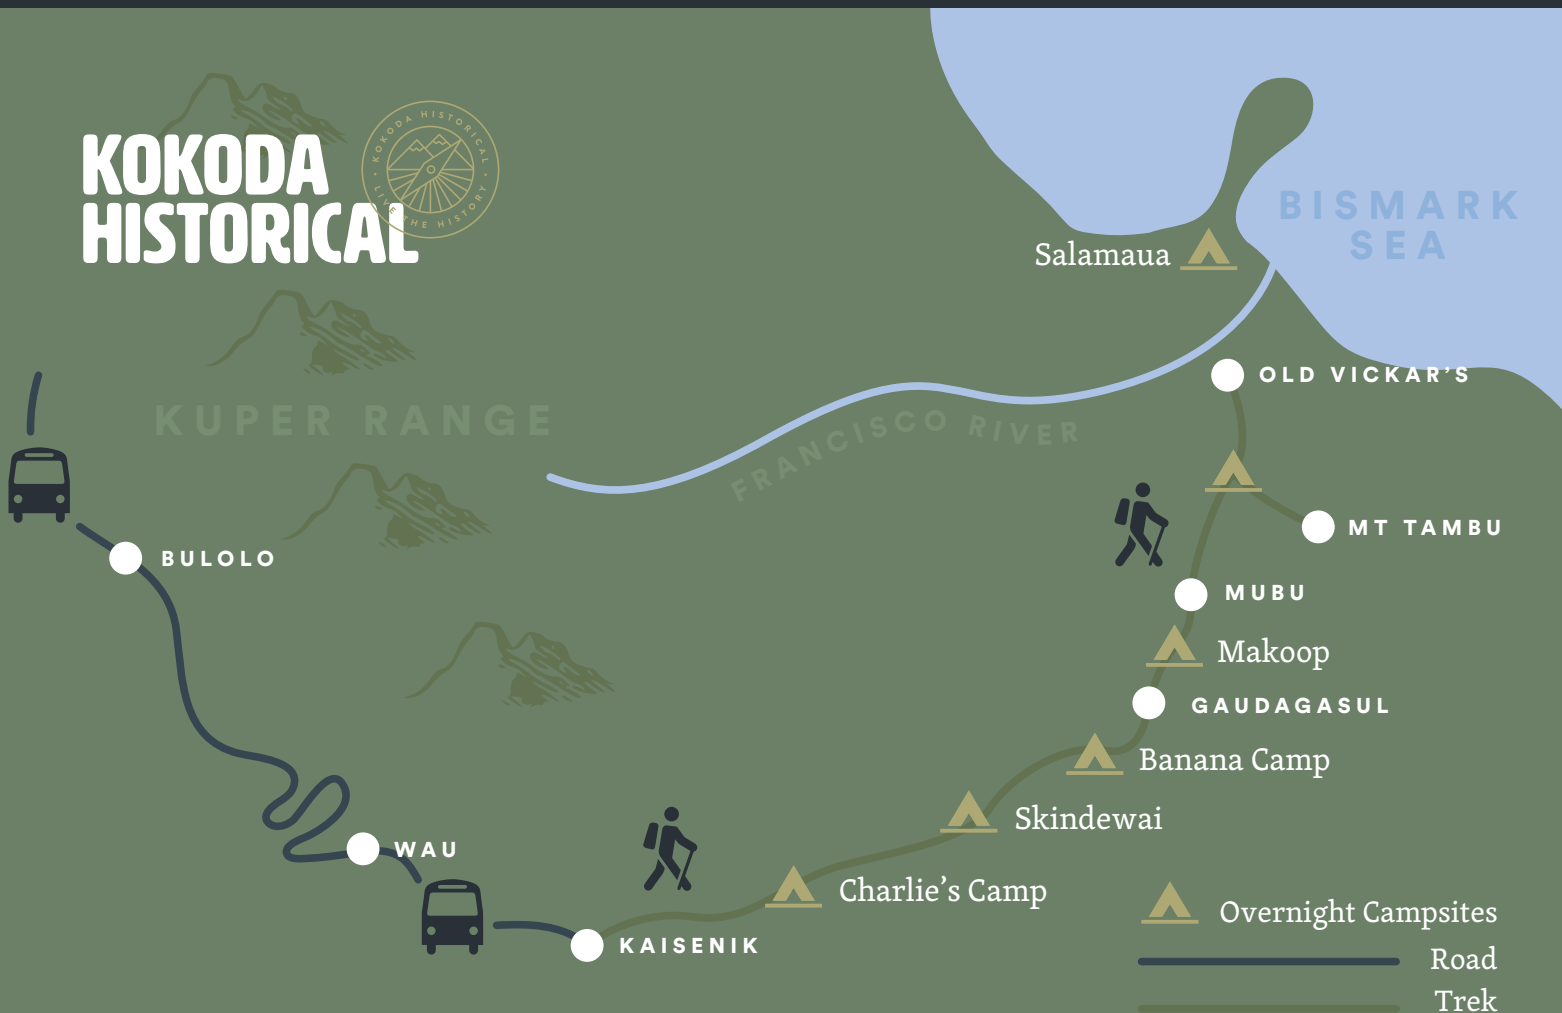 KOKODA
HISTORICAL
KOKODA HISTORICAL
LIVE THE HISTORY
BISMARK
SEA
Salamaua
OLD VICKAR'S
KUPER RANGE
FRANCISCO RIVER
MT TAMBU
BULOLO
MUBU
Makoop
GAUDAGASUL
Banana Camp
Skindewai
WAU
Charlie's Camp
Overnight Campsites
KAISENIK
Road
Trek